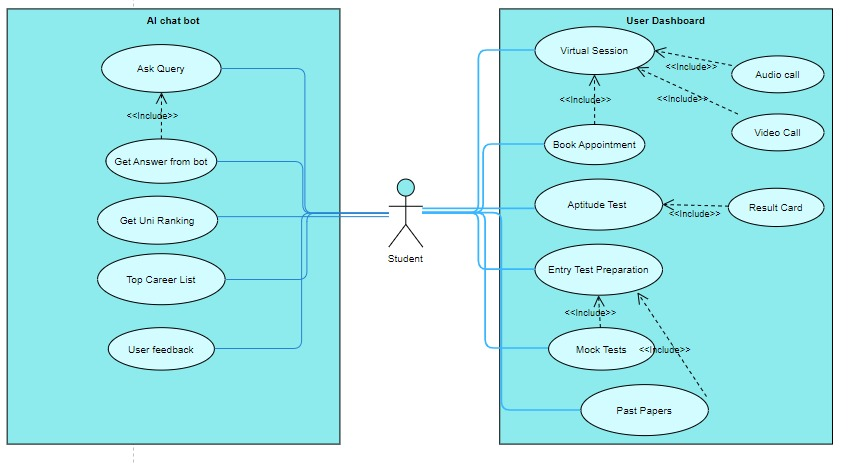 AI chat bot
Ask Query
<<Include>>
Get Answer from bot
Get Uni Ranking
Top Career List
User feedback
Student
User Dashboard
Virtual Session
<<Include>>
Audio call
<<Include>>
<<Include>>
Video Call
Book Appointment
Aptitude Test
<<Include>>
Result Card
Entry Test Preparation
<<Include>>
Mock Tests
<<Include>>
Past Papers